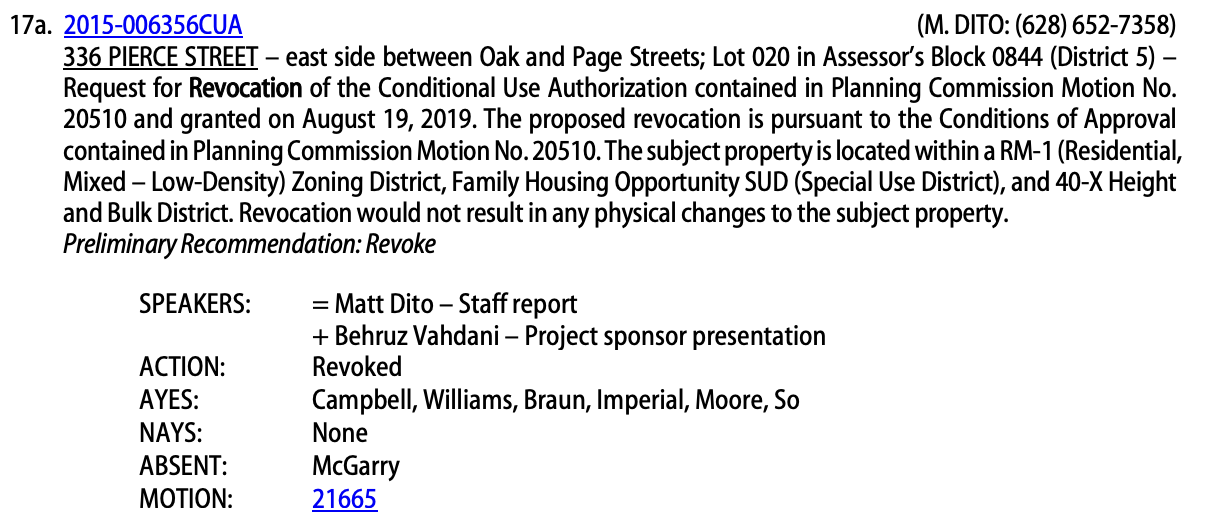 17a. 2015-006356CUA (M. DITO: (628) 652-7358)
336 PIERCE STREET – east side between Oak and Page Streets; Lot 020 in Assessor’s Block 0844 (District 5) –
Request for Revocation of the Conditional Use Authorization contained in Planning Commission Motion No.
20510 and granted on August 19, 2019. The proposed revocation is pursuant to the Conditions of Approval
contained in Planning Commission Motion No. 20510. The subject property is located within a RM-1 (Residential,
Mixed – Low-Density) Zoning District, Family Housing Opportunity SUD (Special Use District), and 40-X Height
and Bulk District. Revocation would not result in any physical changes to the subject property.
Preliminary Recommendation: Revoke
SPEAKERS: = Matt Dito – Staff report
+ Behruz Vahdani – Project sponsor presentation
ACTION: Revoked
AYES: Campbell, Williams, Braun, Imperial, Moore, So
NAYS: None
ABSENT: McGarry
MOTION: 21665